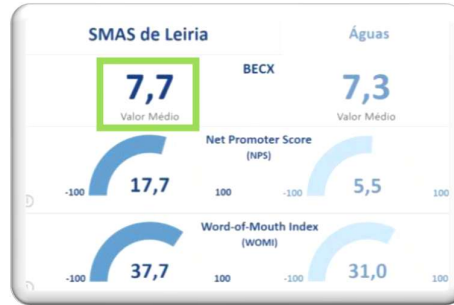 SMAS de Leiria Águas
BECX
7,7 7,3
Valor Médio Valor Médio
Net Promoter Score
(NPS)
-100 17,7 100 -100 5,5 100
Word-of-Mouth Index
(WOMI)
-100 37,7 100 -100 31,0 100